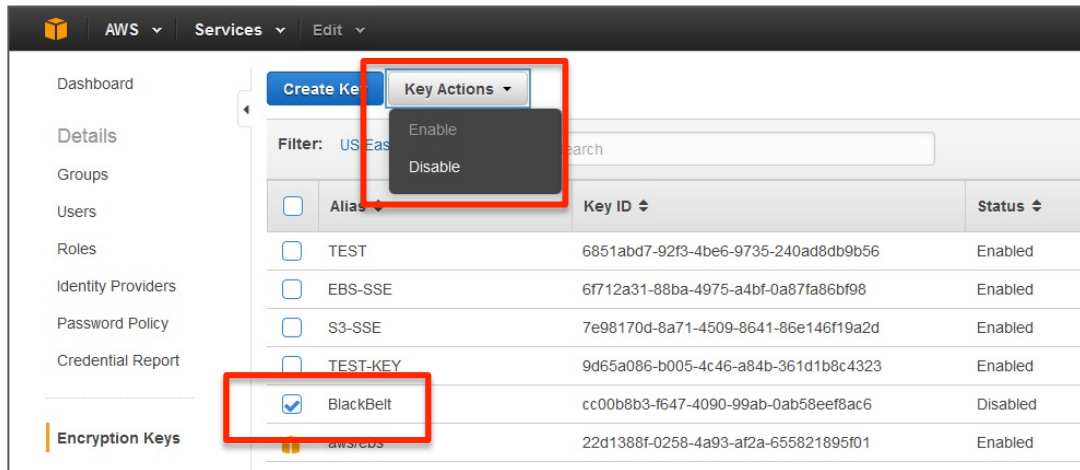 AWS Services Edit
Dashboard
Details
Groups
Users
Roles
Identity Providers
Password Policy
Credential Report
Encryption Keys
Create Key Key Actions
Enable
Disable
Filter: US Eas earch
Alias Key ID Status
TEST 6851abd7-92f3-4be6-9735-240ad8db9b56 Enabled
EBS-SSE 6f712a31-88ba-4975-a4bf-0a87fa86bf98 Enabled
S3-SSE 7e98170d-8a71-4509-8641-86e146f19a2d Enabled
TEST-KEY 9d65a086-b005-4c46-a84b-361d1b8c4323 Enabled
BlackBelt cc00b8b3-f647-4090-99ab-0ab58eef8ac6 Disabled
aws/ebs 22d1388f-0258-4a93-af2a-655821895f01 Enabled